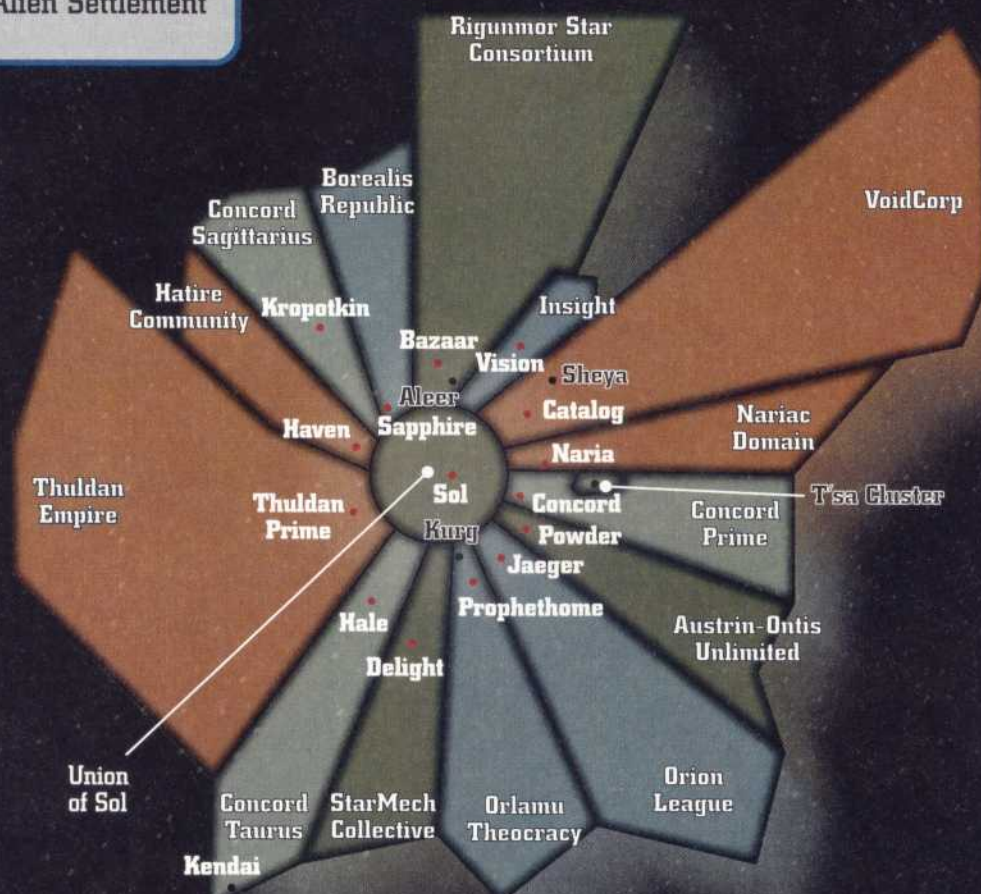 Alien Settlement
Rigunmor Star
Consortium
Borealis
Republic
VoidCorp
Concord
Sagittarius
Hatire
Community
Insight
Kropotkin
Bazaar
Vision
Sheya
Aleer
Catalog
Sapphire
Nariac
Domain
Haven
Naria
Thuldan
Empire
Sol
Thuldan
Prime
Concord
T'sa Cluster
Concord
Prime
Kurg
Powder
Jaeger
Prophethome
Hale
Austrin-Ontis
Unlimited
Delight
Union
of Sol
Orion
League
Concord
Taurus
StarMech
Collective
Orlamu
Theocracy
Kendai